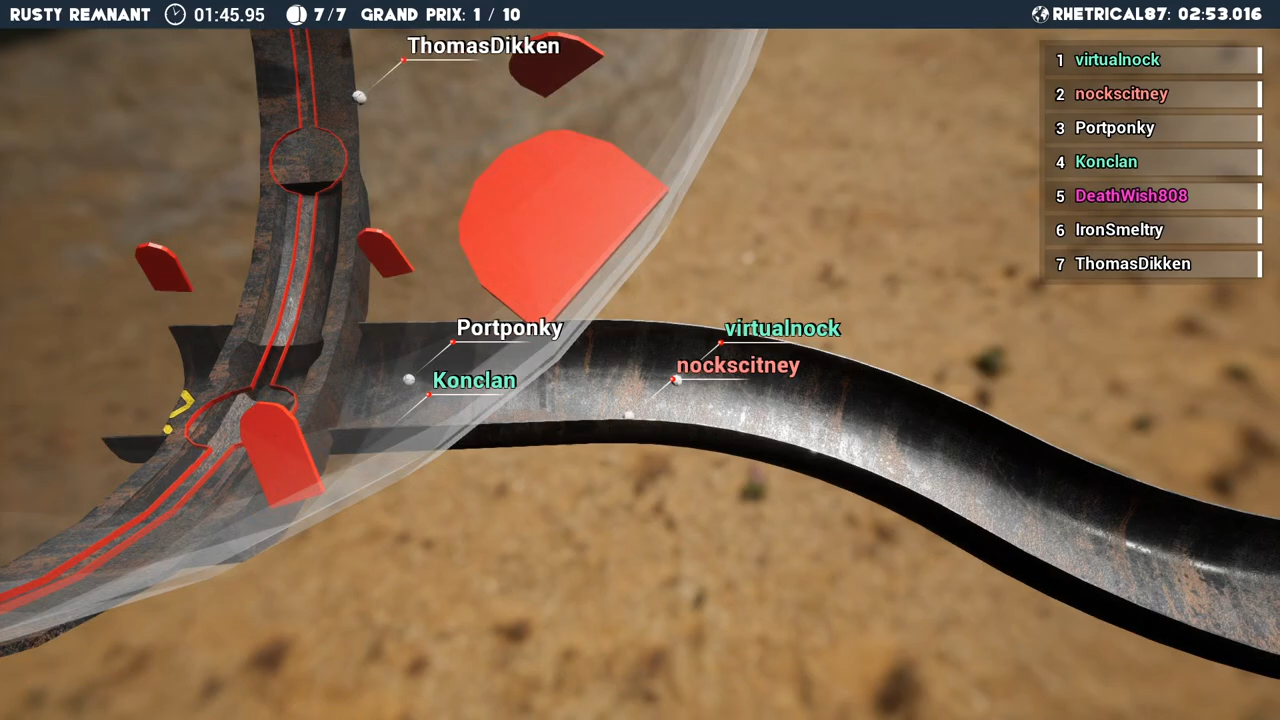 RUSTY REMNANT 01:45.95 7/7 GRAND PRIX: 1 / 10 RHETRICAL87: 02:53.016
1 virtualnock
2 nockscitney
3 Portponky
4 Konclan
5 DeathWish808
6 IronSmeltry
7 ThomasDikken
ThomasDikken
Portponky
virtualnock
nockscitney
Konclan